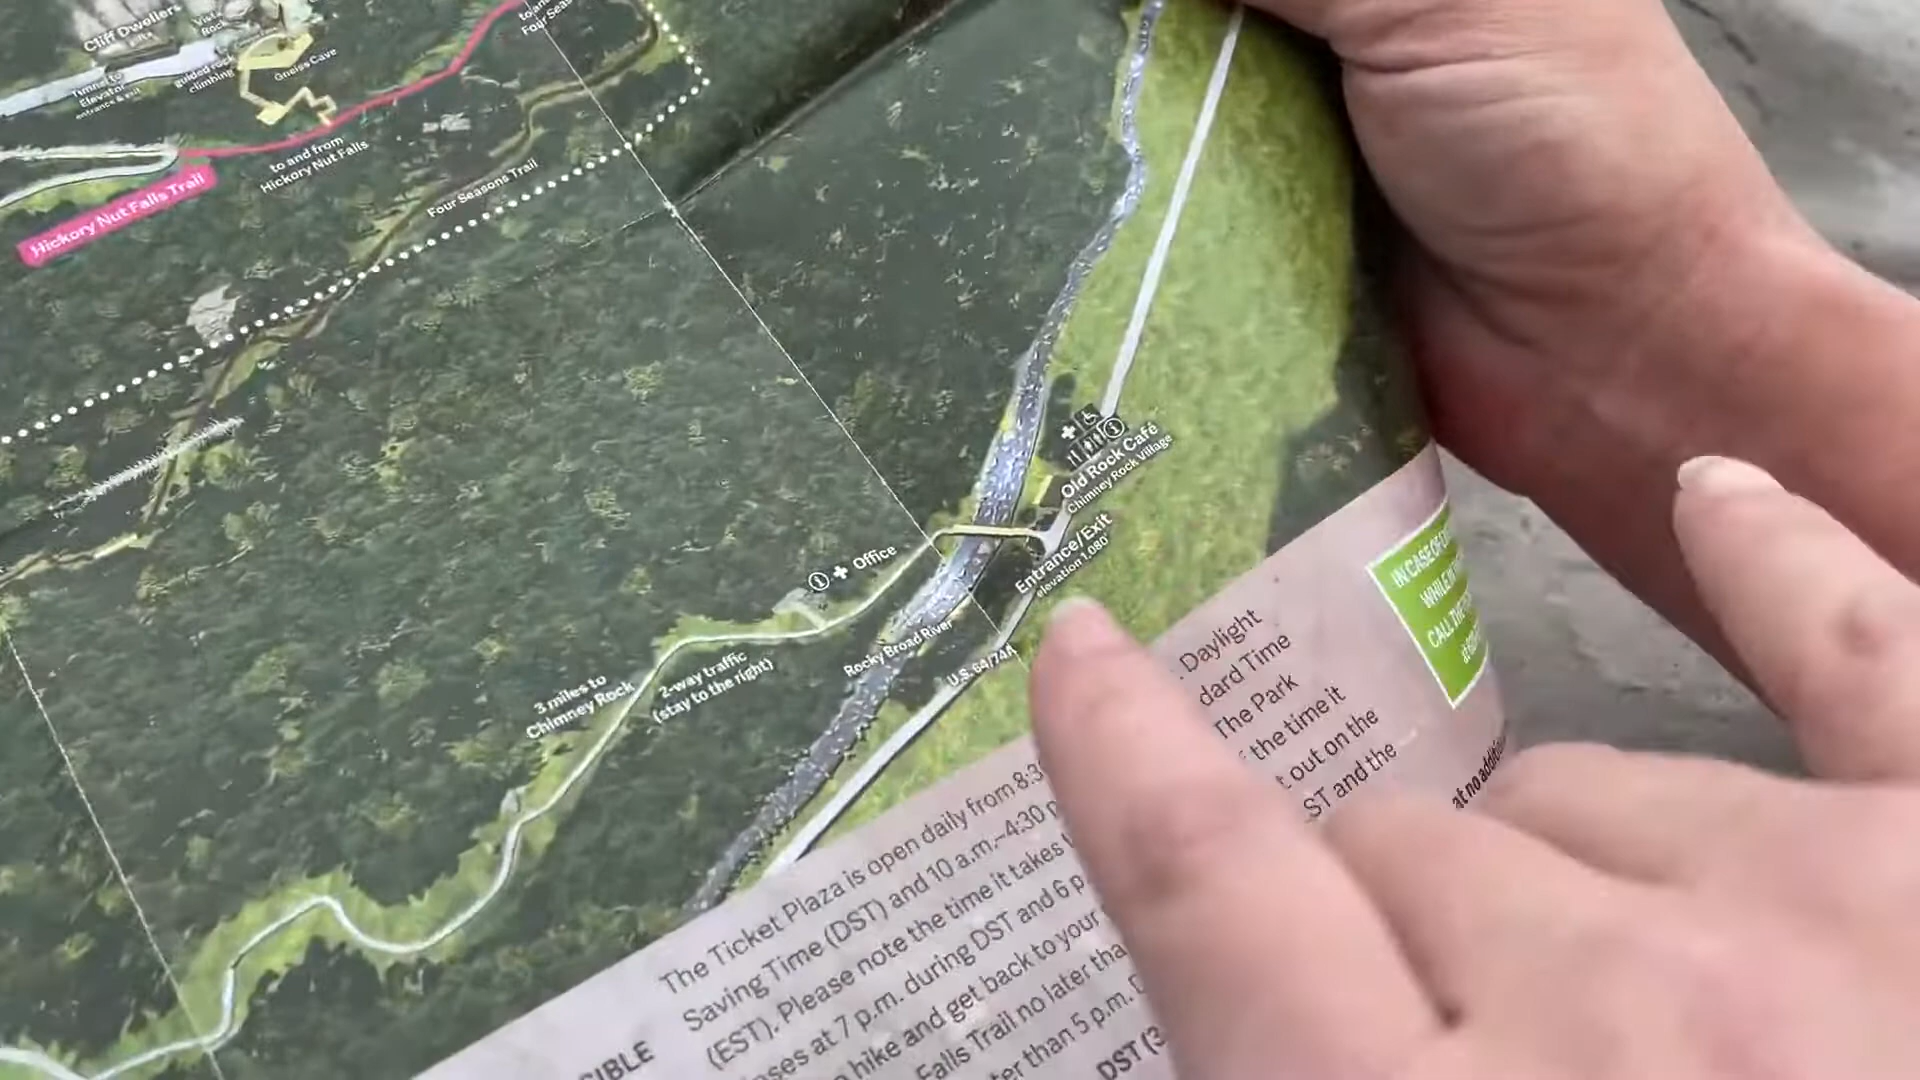 Cliff Dwellers
gifts
Tunnel to
Elevator
entrance & exit
guided rock
climbing
Gneiss Cave
Four Seas
to and from
Hickory Nut Falls
Hickory Nut Falls Trail
Four Seasons Trail
Old Rock Café
Chimney Rock Village
Entrance/Exit
elevation 1,080'
Office
Rocky Broad River
U.S. 64/74A
2-way traffic
(stay to the right)
3 miles to
Chimney Rock
The Ticket Plaza is open daily from 8:3
Saving Time (DST) and 10 a.m.–4:30 p
(EST). Please note the time it takes
oses at 7 p.m. during DST and 6 p
hike and get back to your
Falls Trail no later tha
ter than 5 p.m.
DST (3
SIBLE
Daylight
dard Time
The Park
the time it
t out on the
ST and the
IN CASE OF
WHILE IN
CALL THE
at no additio